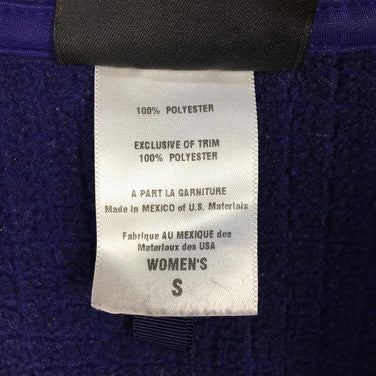 100% POLYESTER
EXCLUSIVE OF TRIM
100% POLYESTER
A PART LA GARNITURE
Made in MEXICO of U.S. Materials
Fabrique AU MEXIQUE des
Materiaux des USA
WOMEN'S
S